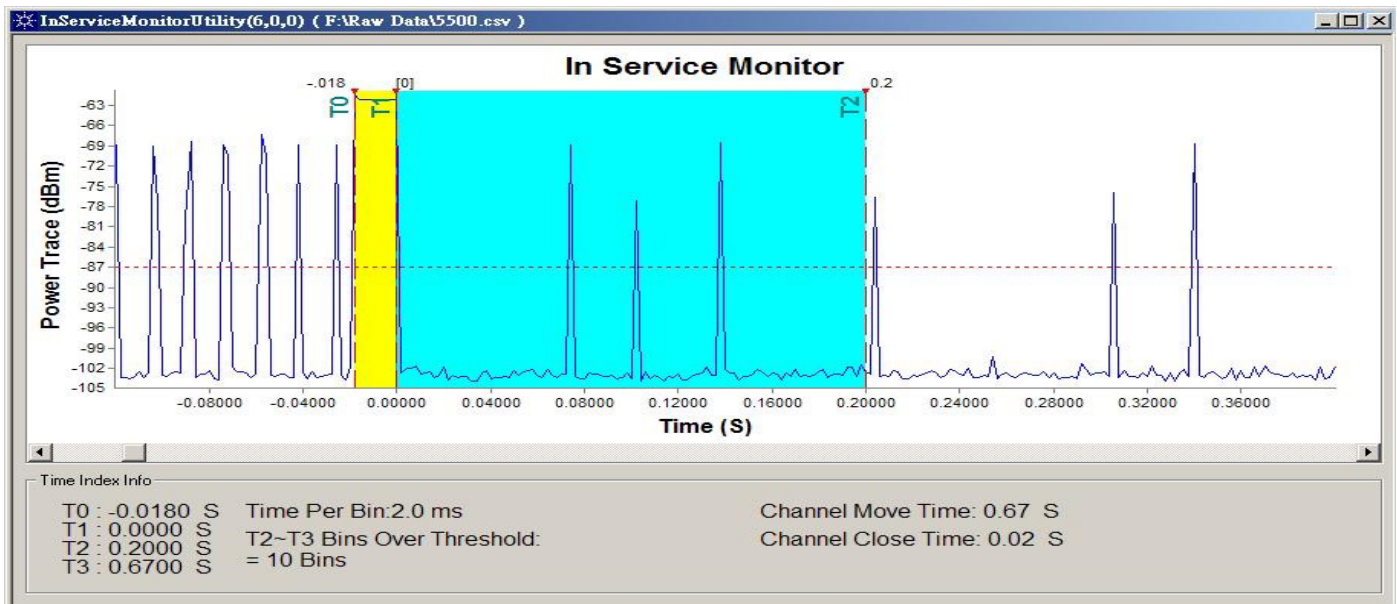 InServiceMonitorUtility(6,0,0) ( F:\Raw Data\5500.csv )
In Service Monitor
-.018 [0] 0.2
T0 T1 T2
Power Trace (dBm)
-63
-66
-69
-72
-75
-78
-81
-84
-87
-90
-93
-96
-99
-102
-105
-0.08000 -0.04000 0.00000 0.04000 0.08000 0.12000 0.16000 0.20000 0.24000 0.28000 0.32000 0.36000
Time (S)
Time Index Info
T0 : -0.0180 S
T1 : 0.0000 S
T2 : 0.2000 S
T3 : 0.6700 S
Time Per Bin:2.0 ms
T2~T3 Bins Over Threshold:
= 10 Bins
Channel Move Time: 0.67 S
Channel Close Time: 0.02 S